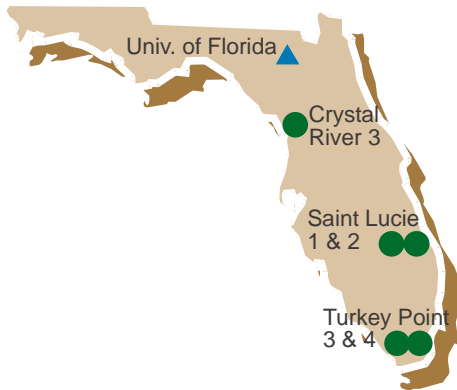 Univ. of Florida
Crystal
River 3
Saint Lucie
1 & 2
Turkey Point
3 & 4